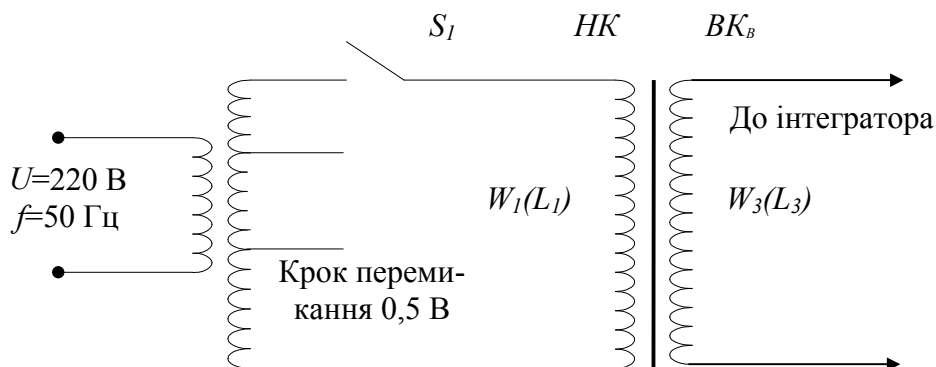 S₁ НК ВКв
До інтегратора
U=220 В
f=50 Гц
W₁(L₁) W₃(L₃)
Крок переми-
кання 0,5 В